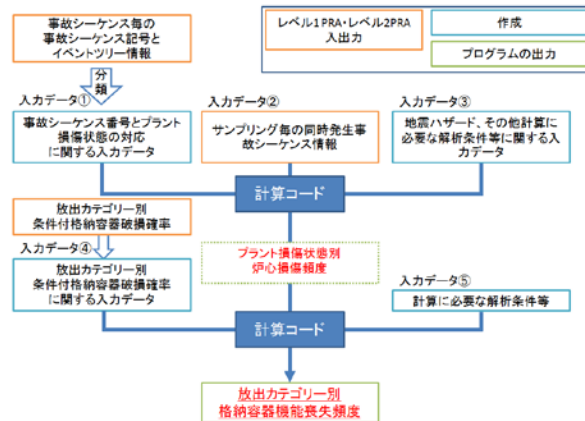 事故シーケンス毎の
事故シーケンス記号と
イベントツリー情報
レベル1PRA・レベル2PRA
入出力
作成
プログラムの出力
分類
入力データ①
事故シーケンス番号とプラント
損傷状態の対応
に関する入力データ
入力データ②
サンプリング毎の同時発生事
故シーケンス情報
入力データ③
地震ハザード、その他計算に
必要な解析条件等に関する入
力データ
計算コード
放出カテゴリー別
条件付格納容器破損確率
入力データ④
放出カテゴリー別
条件付格納容器破損確率
に関する入力データ
プラント損傷状態別
炉心損傷頻度
入力データ⑤
計算に必要な解析条件等
計算コード
放出カテゴリー別
格納容器機能喪失頻度